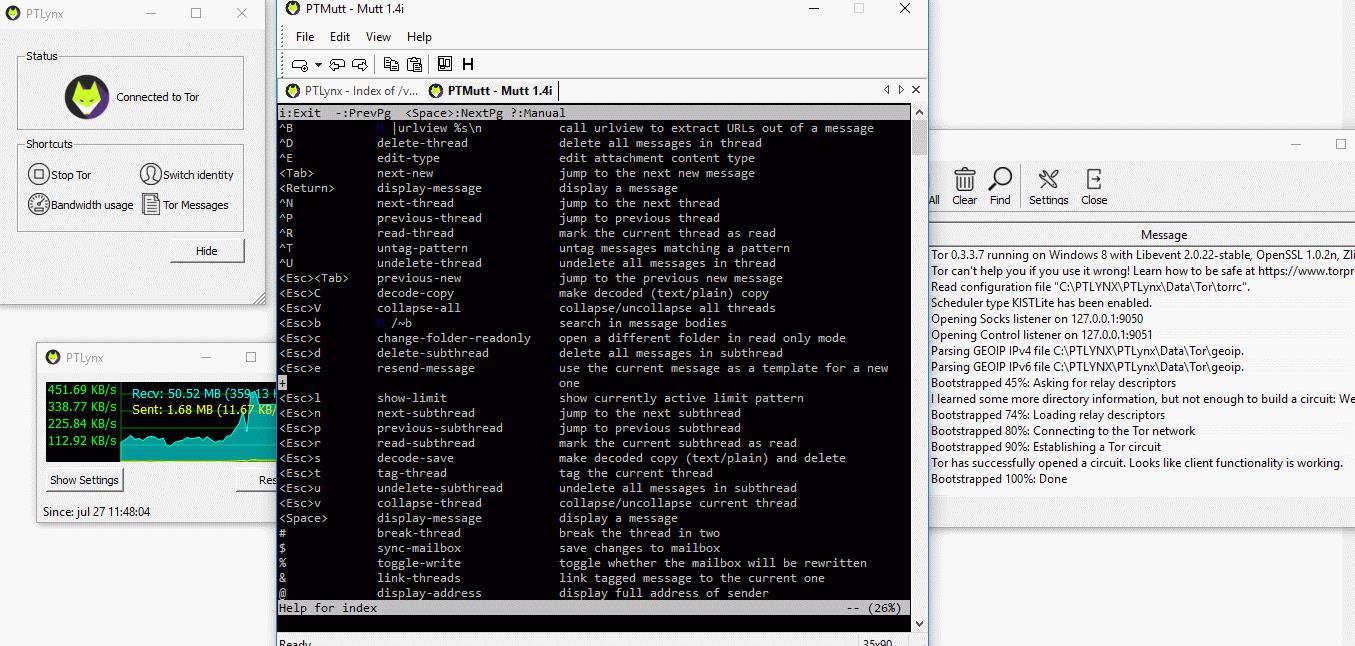 PTLynx
Status
Connected to Tor
Shortcuts
Stop Tor
Switch identity
Bandwidth usage
Tor Messages
Hide
PTLynx
451.69 KB/s
338.77 KB/s
225.84 KB/s
112.92 KB/s
Recv: 50.52 MB (359.13
Sent: 1.68 MB (11.67 KB/
Show Settings
Res
Since: jul 27 11:48:04
PTMutt - Mutt 1.4i
File Edit View Help
H
PTLynx - Index of /v... PTMutt - Mutt 1.4i
i:Exit -:PrevPg <Space>:NextPg ?:Manual
^B M |urlview %s\n call urlview to extract URLs out of a message
^D delete-thread delete all messages in thread
^E edit-type edit attachment content type
<Tab> next-new jump to the next new message
<Return> display-message display a message
^N next-thread jump to the next thread
^P previous-thread jump to previous thread
^R read-thread mark the current thread as read
^T untag-pattern untag messages matching a pattern
^U undelete-thread undelete all messages in thread
<Esc><Tab> previous-new jump to the previous new message
<Esc>C decode-copy make decoded (text/plain) copy
<Esc>V collapse-all collapse/uncollapse all threads
<Esc>b M /~b search in message bodies
<Esc>c change-folder-readonly open a different folder in read only mode
<Esc>d delete-subthread delete all messages in subthread
<Esc>e resend-message use the current message as a template for a new
+ one
<Esc>l show-limit show currently active limit pattern
<Esc>n next-subthread jump to the next subthread
<Esc>p previous-subthread jump to previous subthread
<Esc>r read-subthread mark the current subthread as read
<Esc>s decode-save make decoded copy (text/plain) and delete
<Esc>t tag-thread tag the current thread
<Esc>u undelete-subthread undelete all messages in subthread
<Esc>v collapse-thread collapse/uncollapse current thread
<Space> display-message display a message
# break-thread break the thread in two
$ sync-mailbox save changes to mailbox
% toggle-write toggle whether the mailbox will be rewritten
& link-threads link tagged message to the current one
@ display-address display full address of sender
Help for index -- (26%)
Ready 35x90
All Clear Find Settings Close
Message
Tor 0.3.3.7 running on Windows 8 with Libevent 2.0.22-stable, OpenSSL 1.0.2n, Zli
Tor can't help you if you use it wrong! Learn how to be safe at https://www.torpr
Read configuration file "C:\PTLYNX\PTLynx\Data\Tor\torrc".
Scheduler type KISTLite has been enabled.
Opening Socks listener on 127.0.0.1:9050
Opening Control listener on 127.0.0.1:9051
Parsing GEOIP IPv4 file C:\PTLYNX\PTLynx\Data\Tor\geoip.
Parsing GEOIP IPv6 file C:\PTLYNX\PTLynx\Data\Tor\geoip.
Bootstrapped 45%: Asking for relay descriptors
I learned some more directory information, but not enough to build a circuit: We
Bootstrapped 74%: Loading relay descriptors
Bootstrapped 80%: Connecting to the Tor network
Bootstrapped 90%: Establishing a Tor circuit
Tor has successfully opened a circuit. Looks like client functionality is working.
Bootstrapped 100%: Done